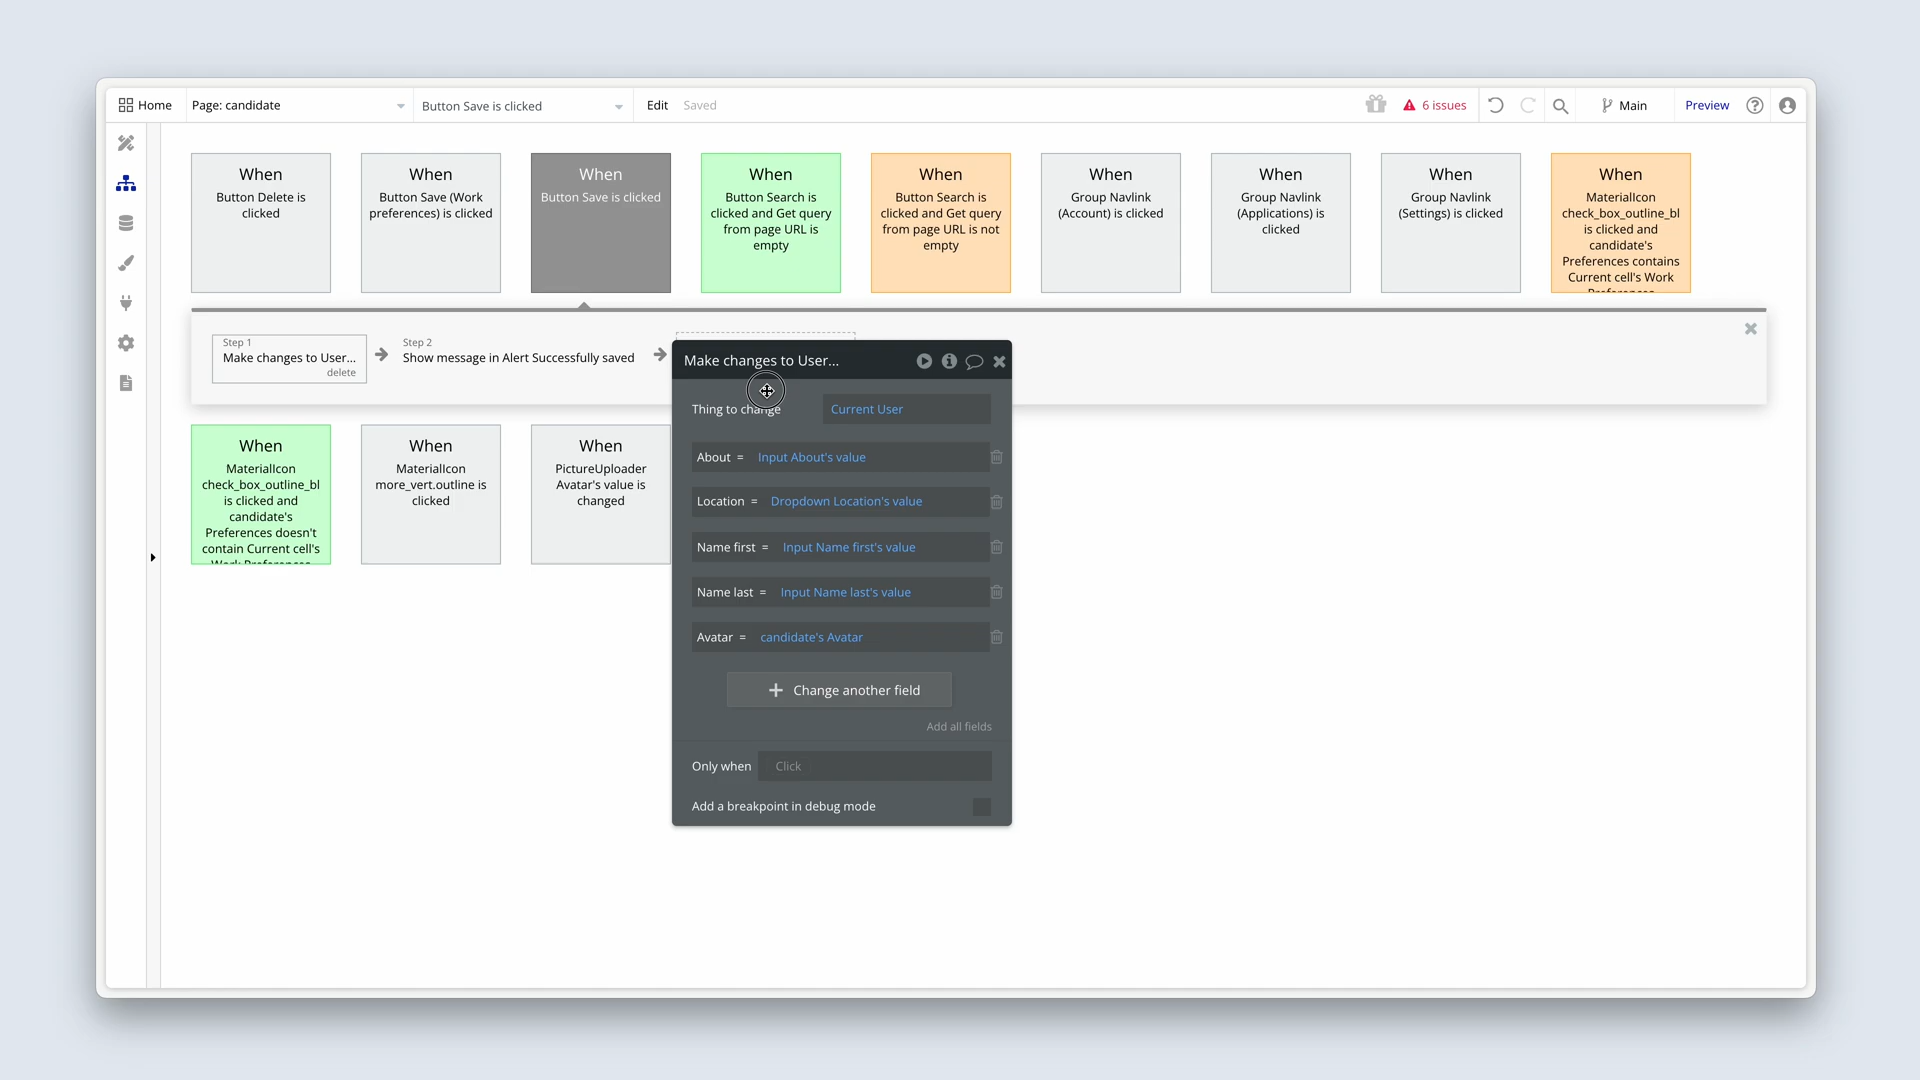 Home
Page: candidate
Button Save is clicked
Edit
Saved
6 issues
Main
Preview
When
Button Delete is
clicked
When
Button Save (Work
preferences) is clicked
When
Button Save is clicked
When
Button Search is
clicked and Get query
from page URL is
empty
When
Button Search is
clicked and Get query
from page URL is not
empty
When
Group Navlink
(Account) is clicked
When
Group Navlink
(Applications) is
clicked
When
Group Navlink
(Settings) is clicked
When
MaterialIcon
check_box_outline_bl
is clicked and
candidate's
Preferences contains
Current cell's Work
Preferences
Step 1
Make changes to User...
delete
Step 2
Show message in Alert Successfully saved
Make changes to User...
Thing to change
Current User
About = Input About's value
Location = Dropdown Location's value
Name first = Input Name first's value
Name last = Input Name last's value
Avatar = candidate's Avatar
Change another field
Add all fields
Only when
Click
Add a breakpoint in debug mode
When
MaterialIcon
check_box_outline_bl
is clicked and
candidate's
Preferences doesn't
contain Current cell's
Work Preferences
When
MaterialIcon
more_vert.outline is
clicked
When
PictureUploader
Avatar's value is
changed